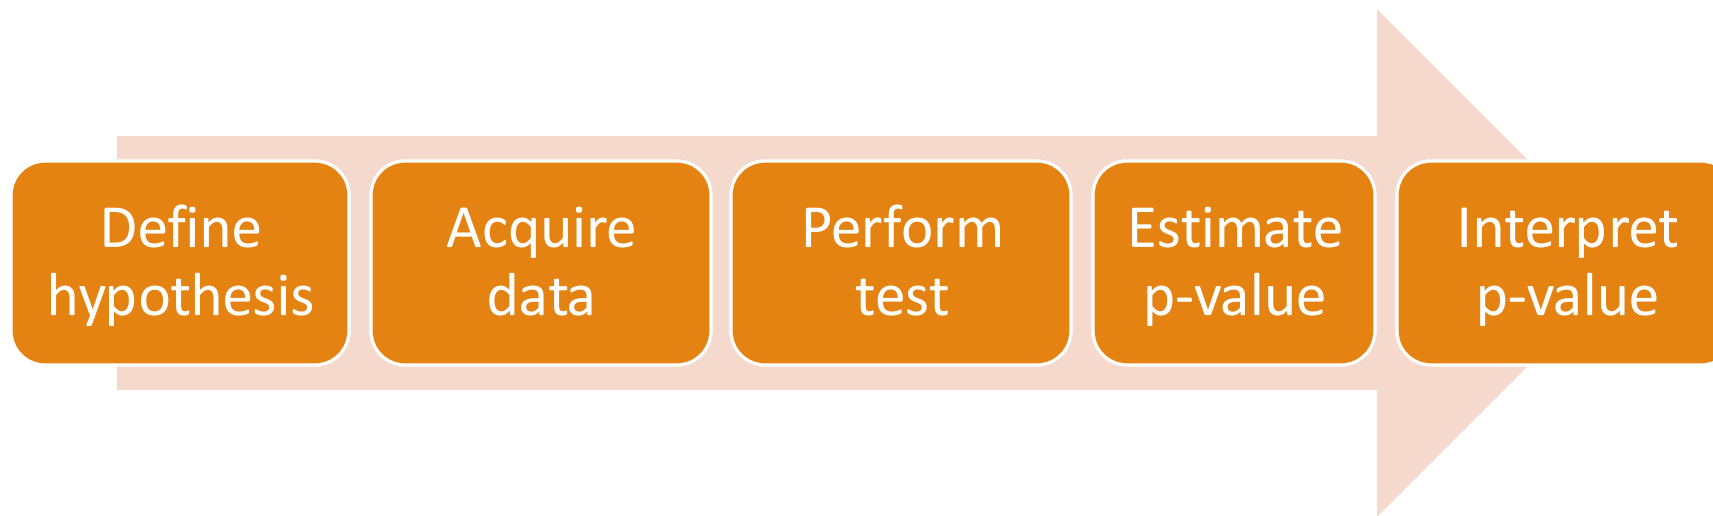 Define
hypothesis
Acquire
data
Perform
test
Estimate
p-value
Interpret
p-value